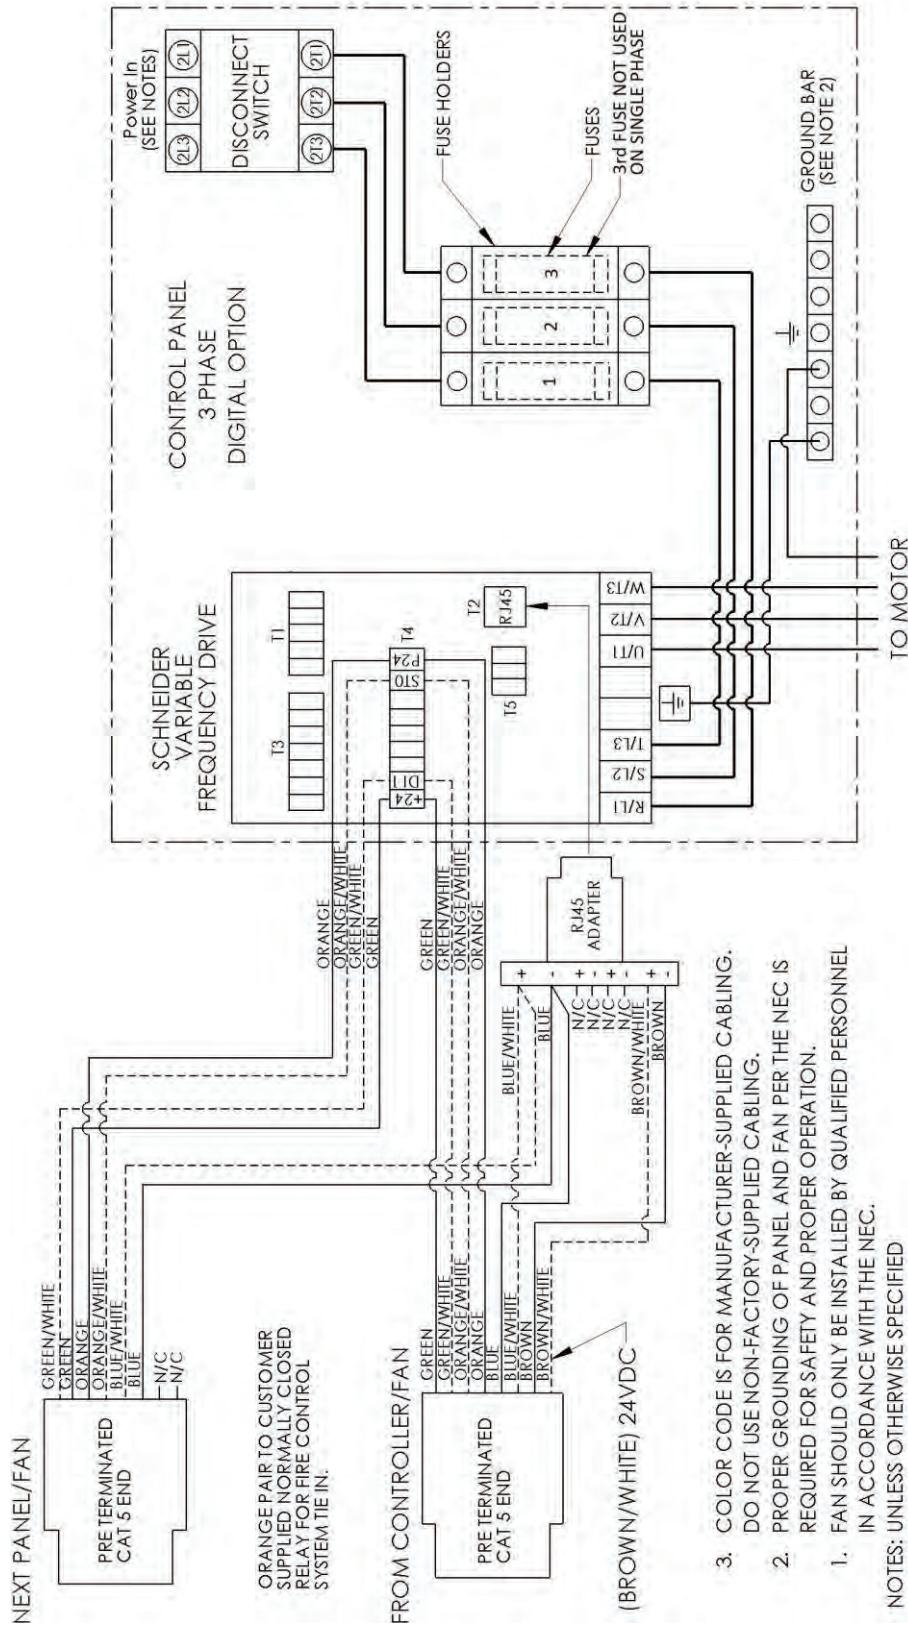 NEXT PANEL/FAN
PRE TERMINATED
CAT 5 END
GREEN/WHITE
GREEN
ORANGE
ORANGE/WHITE
BLUE/WHITE
BLUE
N/C
N/C
ORANGE PAIR TO CUSTOMER
SUPPLIED NORMALLY CLOSED
RELAY FOR FIRE CONTROL
SYSTEM TIE IN.
FROM CONTROLLER/FAN
PRE TERMINATED
CAT 5 END
GREEN
GREEN/WHITE
ORANGE/WHITE
ORANGE
BLUE
BLUE/WHITE
BROWN
BROWN/WHITE
(BROWN/WHITE) 24VDC
ORANGE
ORANGE/WHITE
GREEN/WHITE
GREEN
GREEN
GREEN/WHITE
ORANGE/WHITE
ORANGE
BLUE/WHITE
BLUE
N/C
N/C
N/C
N/C
BROWN/WHITE
BROWN
+
-
+
-
+
-
+
-
RJ45
ADAPTER
SCHNEIDER
VARIABLE
FREQUENCY DRIVE
T3
T1
+24
DI1
ST0
P24
T4
T5
T2
RJ45
R/L1
S/L2
T/L3
U/T1
V/T2
W/T3
TO MOTOR
CONTROL PANEL
3 PHASE
DIGITAL OPTION
Power In
(SEE NOTES)
2L3
2L2
2L1
DISCONNECT
SWITCH
2T3
2T2
2T1
FUSE HOLDERS
1
2
3
FUSES
3rd FUSE NOT USED
ON SINGLE PHASE
GROUND BAR
(SEE NOTE 2)
3. COLOR CODE IS FOR MANUFACTURER-SUPPLIED CABLING.
DO NOT USE NON-FACTORY-SUPPLIED CABLING.
2. PROPER GROUNDING OF PANEL AND FAN PER THE NEC IS
REQUIRED FOR SAFETY AND PROPER OPERATION.
1. FAN SHOULD ONLY BE INSTALLED BY QUALIFIED PERSONNEL
IN ACCORDANCE WITH THE NEC.
NOTES: UNLESS OTHERWISE SPECIFIED